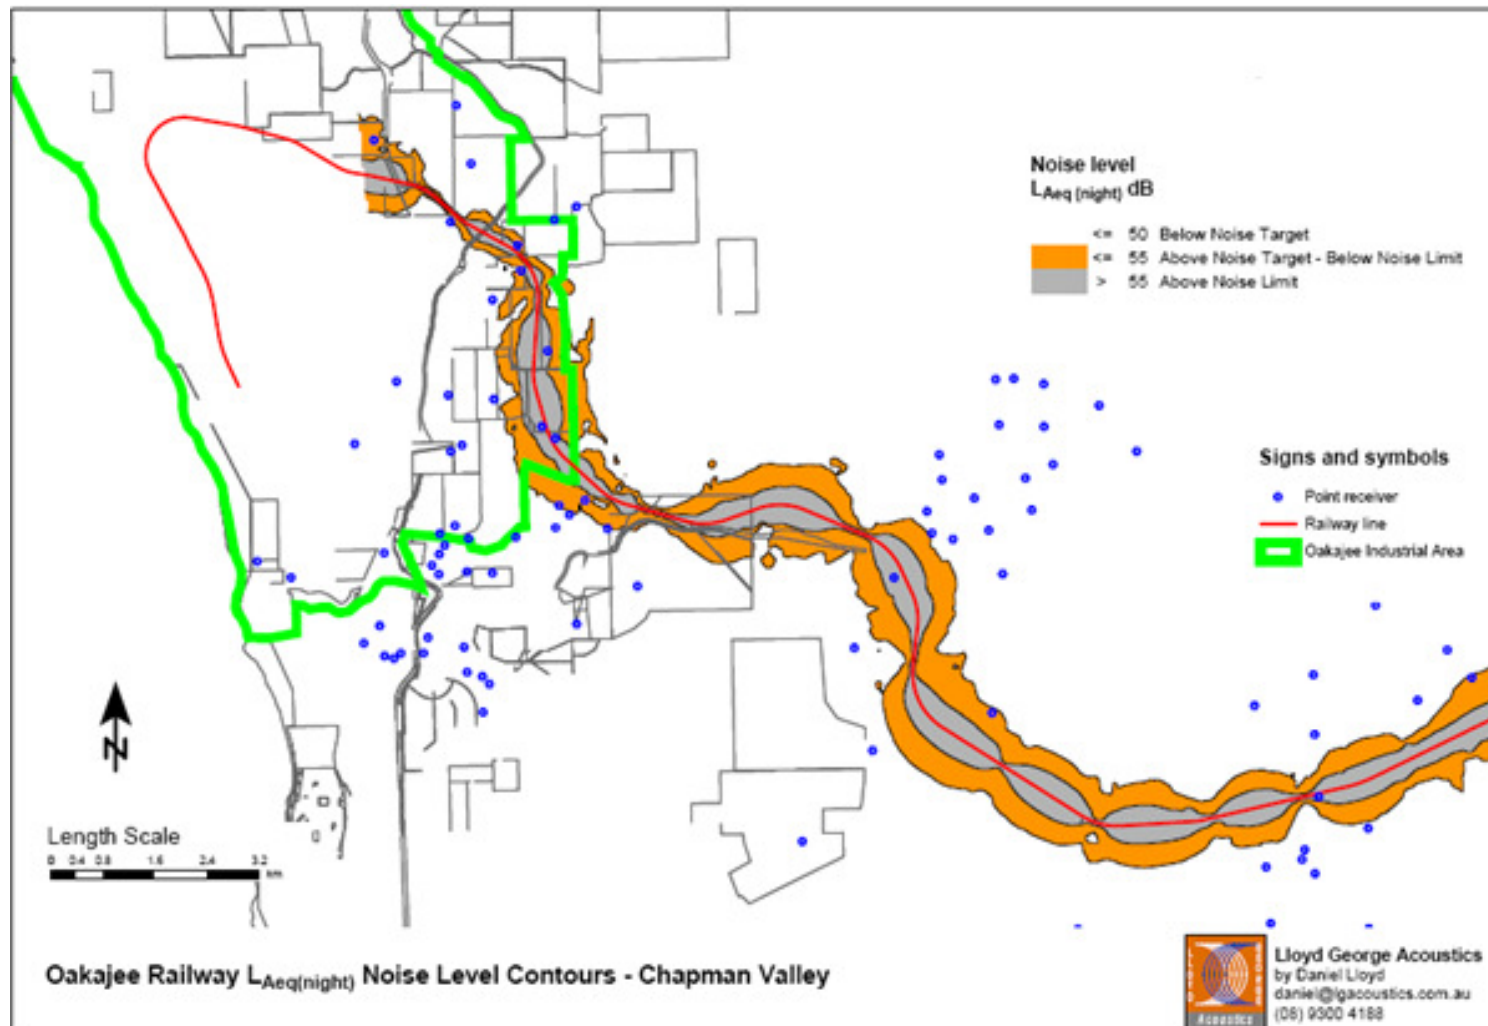 Noise level
LAeq (night) dB
<= 50 Below Noise Target
<= 55 Above Noise Target - Below Noise Limit
> 55 Above Noise Limit
Signs and symbols
Point receiver
Railway line
Oakajee Industrial Area
N
Length Scale
0 0.4 0.8 1.6 2.4 3.2
km
Oakajee Railway LAeq(night) Noise Level Contours - Chapman Valley
Lloyd George Acoustics
by Daniel Lloyd
daniel@lgacoustics.com.au
(08) 9300 4188
Acoustics